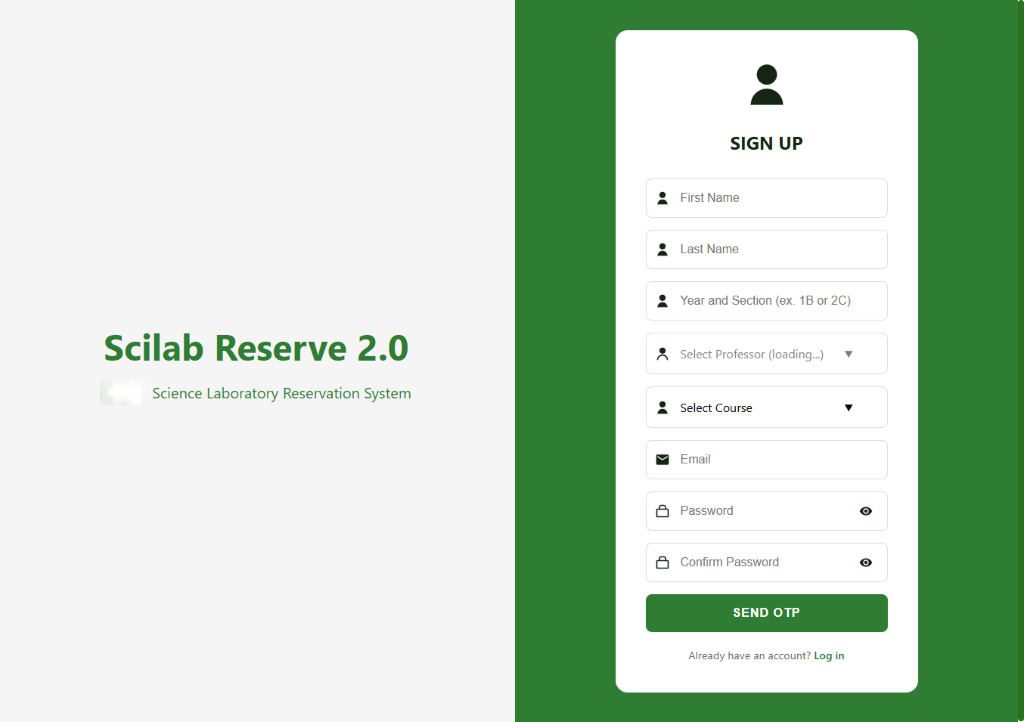 Scilab Reserve 2.0
Science Laboratory Reservation System
SIGN UP
First Name
Last Name
Year and Section (ex. 1B or 2C)
Select Professor (loading...)
Select Course
Email
Password
Confirm Password
SEND OTP
Already have an account? Log in